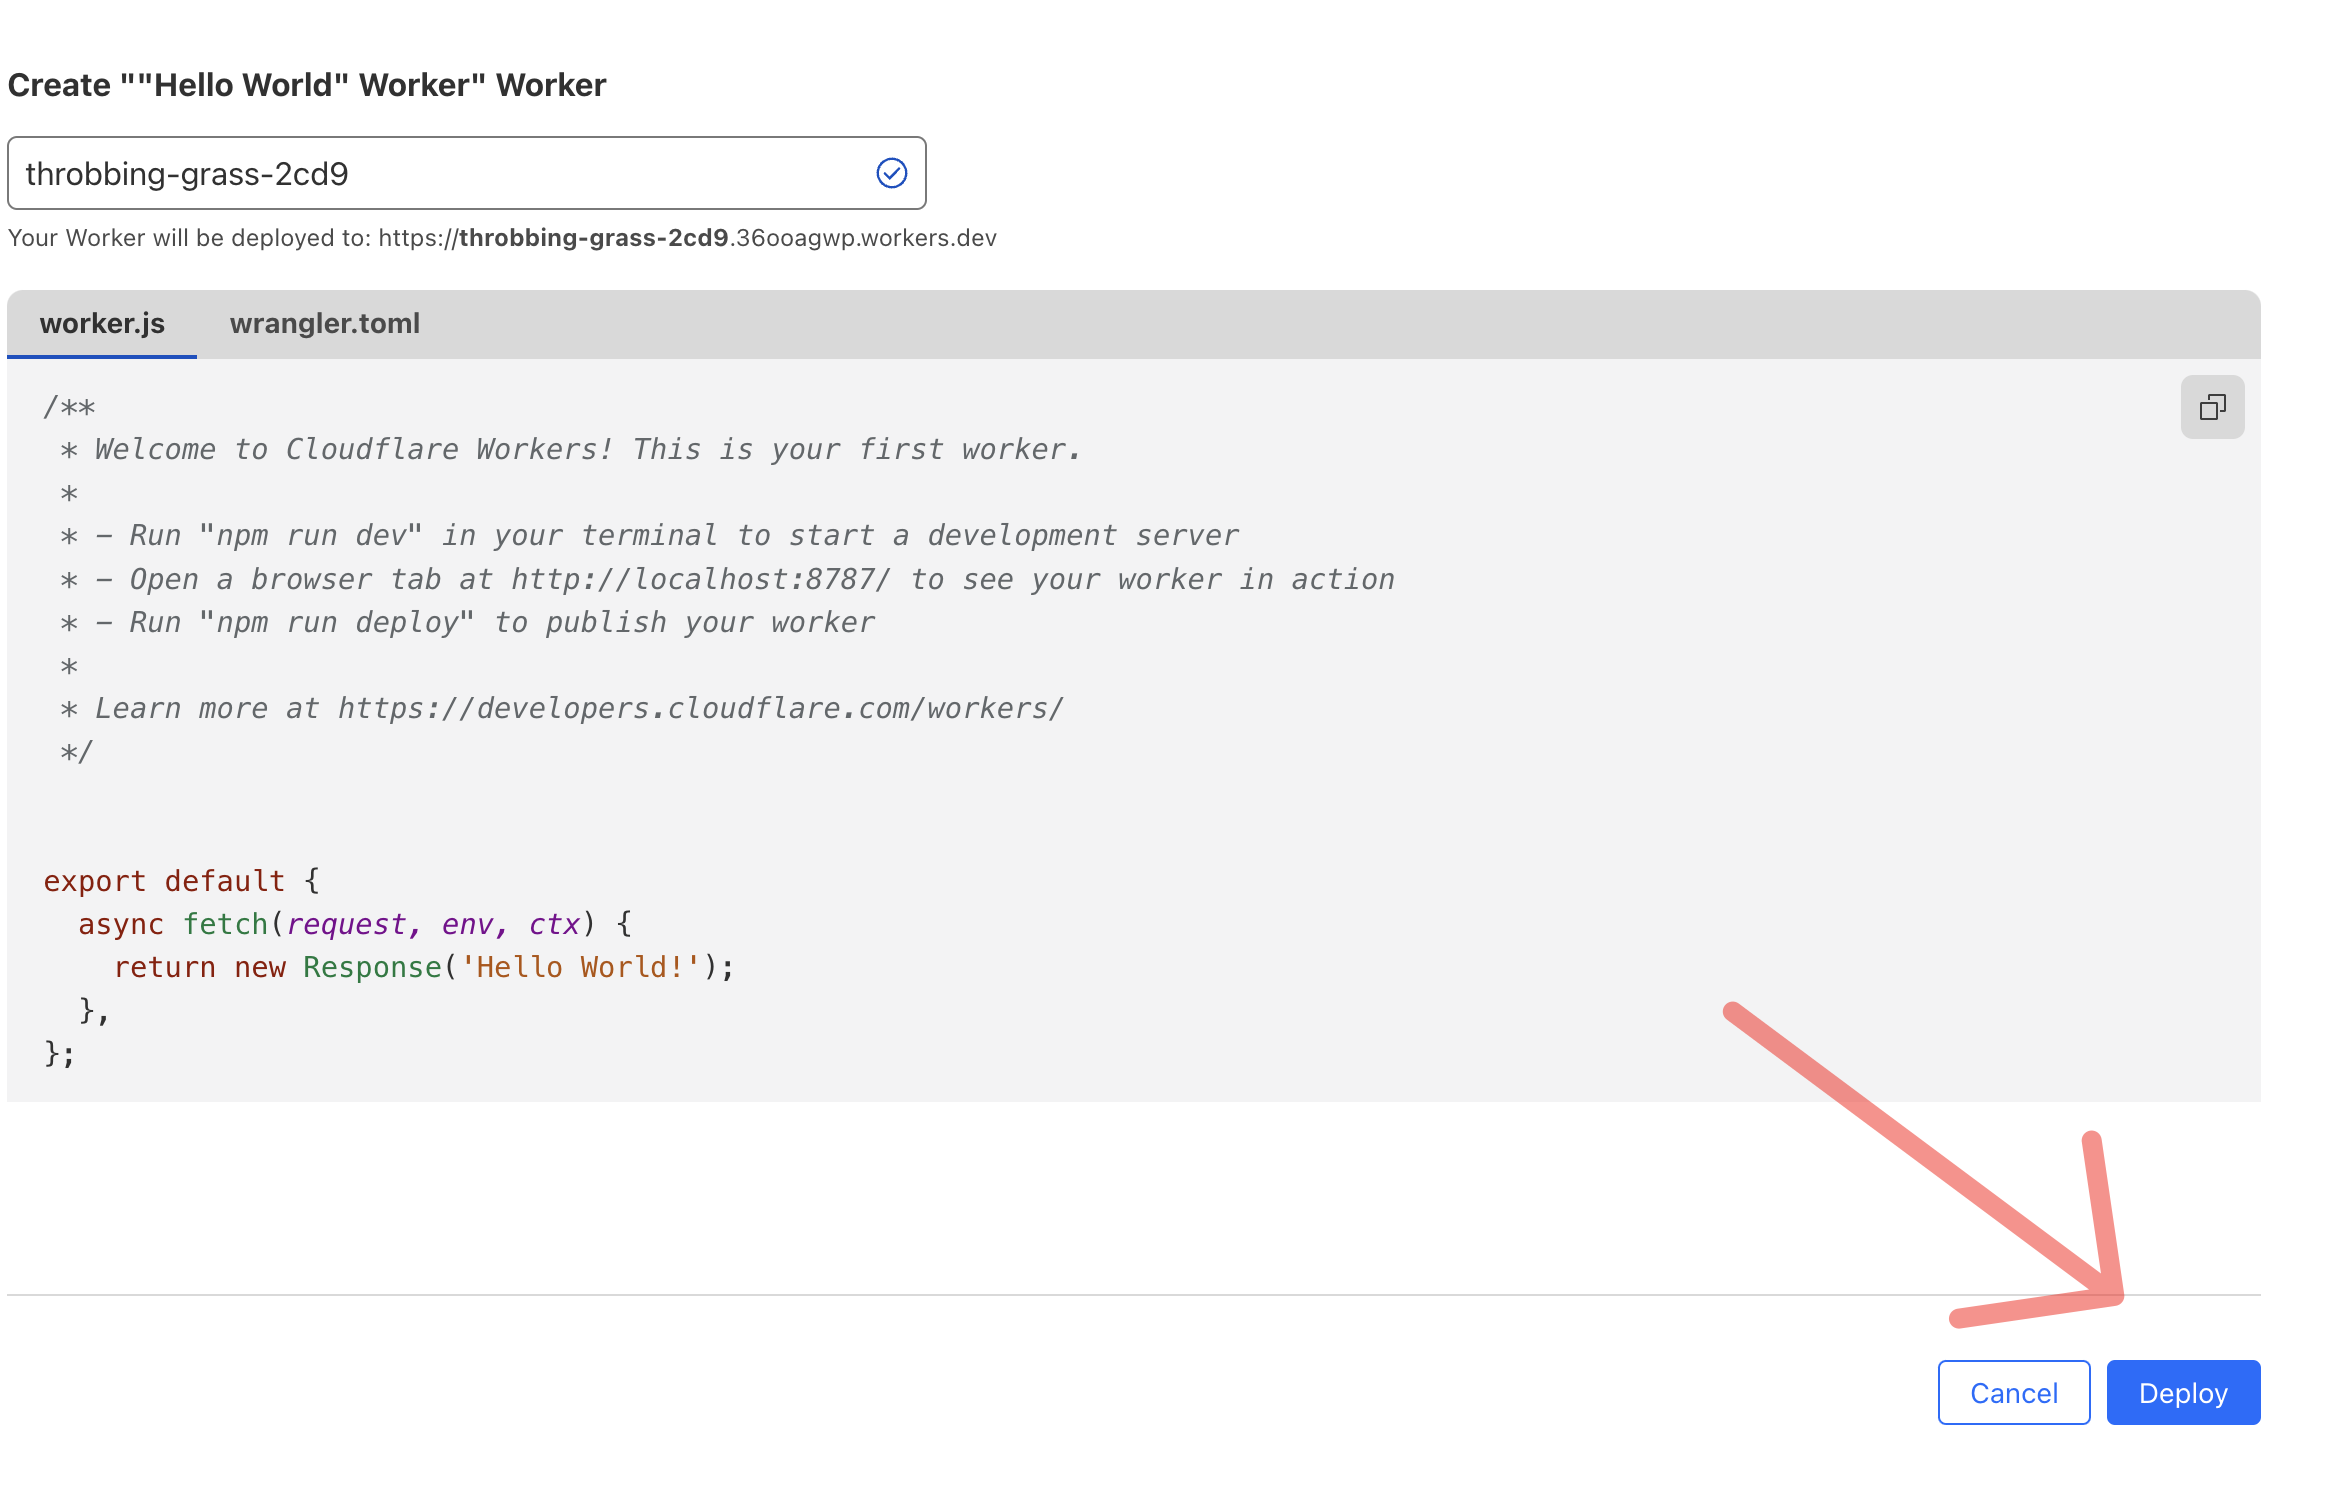 Create ""Hello World" Worker" Worker
throbbing-grass-2cd9
Your Worker will be deployed to: https://throbbing-grass-2cd9.36ooagwp.workers.dev
worker.js wrangler.toml
/**
 * Welcome to Cloudflare Workers! This is your first worker.
 *
 * - Run "npm run dev" in your terminal to start a development server
 * - Open a browser tab at http://localhost:8787/ to see your worker in action
 * - Run "npm run deploy" to publish your worker
 *
 * Learn more at https://developers.cloudflare.com/workers/
 */
export default {
  async fetch(request, env, ctx) {
    return new Response('Hello World!');
  },
};
Cancel Deploy